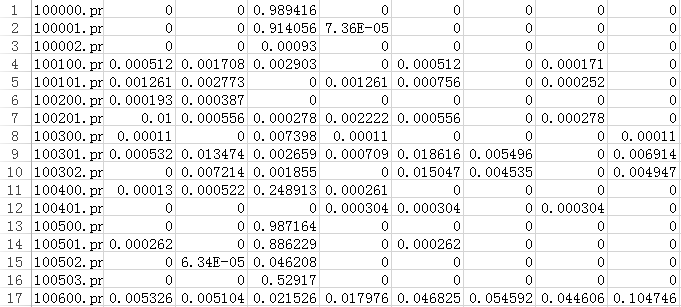 1 100000.pr 0 0 0.989416 0 0 0 0 0
2 100001.pr 0 0 0.914056 7.36E-05 0 0 0 0
3 100002.pr 0 0 0.00093 0 0 0 0 0
4 100100.pr 0.000512 0.001708 0.002903 0 0.000512 0 0.000171 0
5 100101.pr 0.001261 0.002773 0 0.001261 0.000756 0 0.000252 0
6 100200.pr 0.000193 0.000387 0 0 0 0 0 0
7 100201.pr 0.01 0.000556 0.000278 0.002222 0.000556 0 0.000278 0
8 100300.pr 0.00011 0 0.007398 0.00011 0 0 0 0.00011
9 100301.pr 0.000532 0.013474 0.002659 0.000709 0.018616 0.005496 0 0.006914
10 100302.pr 0 0.007214 0.001855 0 0.015047 0.004535 0 0.004947
11 100400.pr 0.00013 0.000522 0.248913 0.000261 0 0 0 0
12 100401.pr 0 0 0 0.000304 0.000304 0 0.000304 0
13 100500.pr 0 0 0.987164 0 0 0 0 0
14 100501.pr 0.000262 0 0.886229 0 0.000262 0 0 0
15 100502.pr 0 6.34E-05 0.046208 0 0 0 0 0
16 100503.pr 0 0 0.52917 0 0 0 0 0
17 100600.pr 0.005326 0.005104 0.021526 0.017976 0.046825 0.054592 0.044606 0.104746